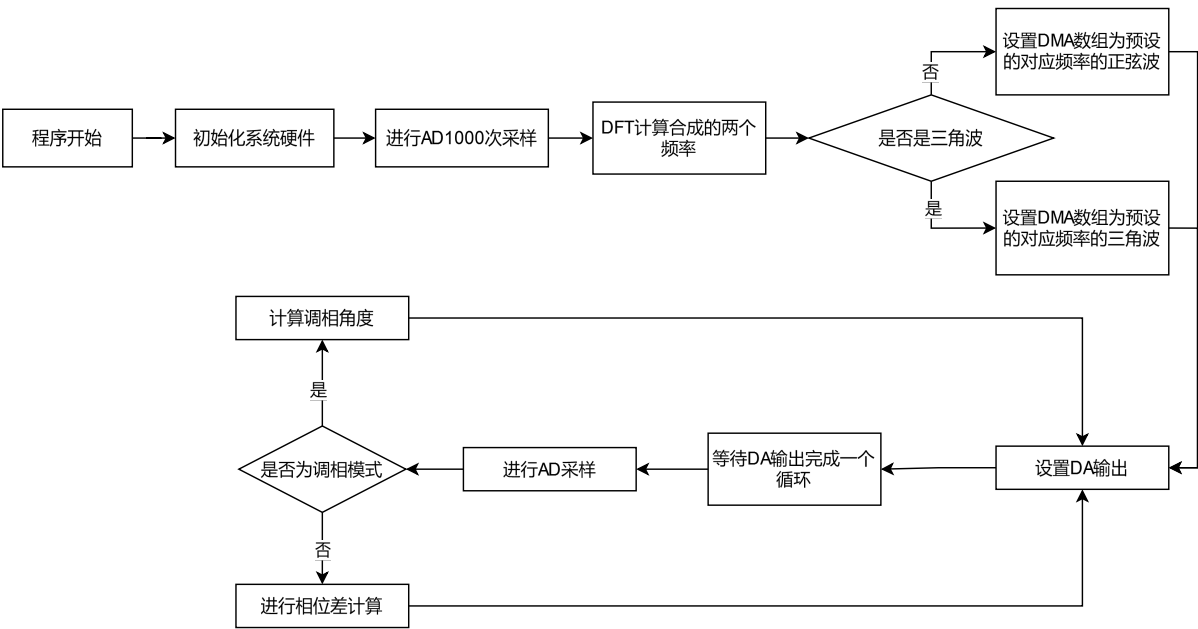 程序开始
初始化系统硬件
进行AD1000次采样
DFT计算合成的两个
频率
是否是三角波
否
设置DMA数组为预设
的对应频率的正弦波
是
设置DMA数组为预设
的对应频率的三角波
设置DA输出
等待DA输出完成一个
循环
进行AD采样
是否为调相模式
是
计算调相角度
否
进行相位差计算